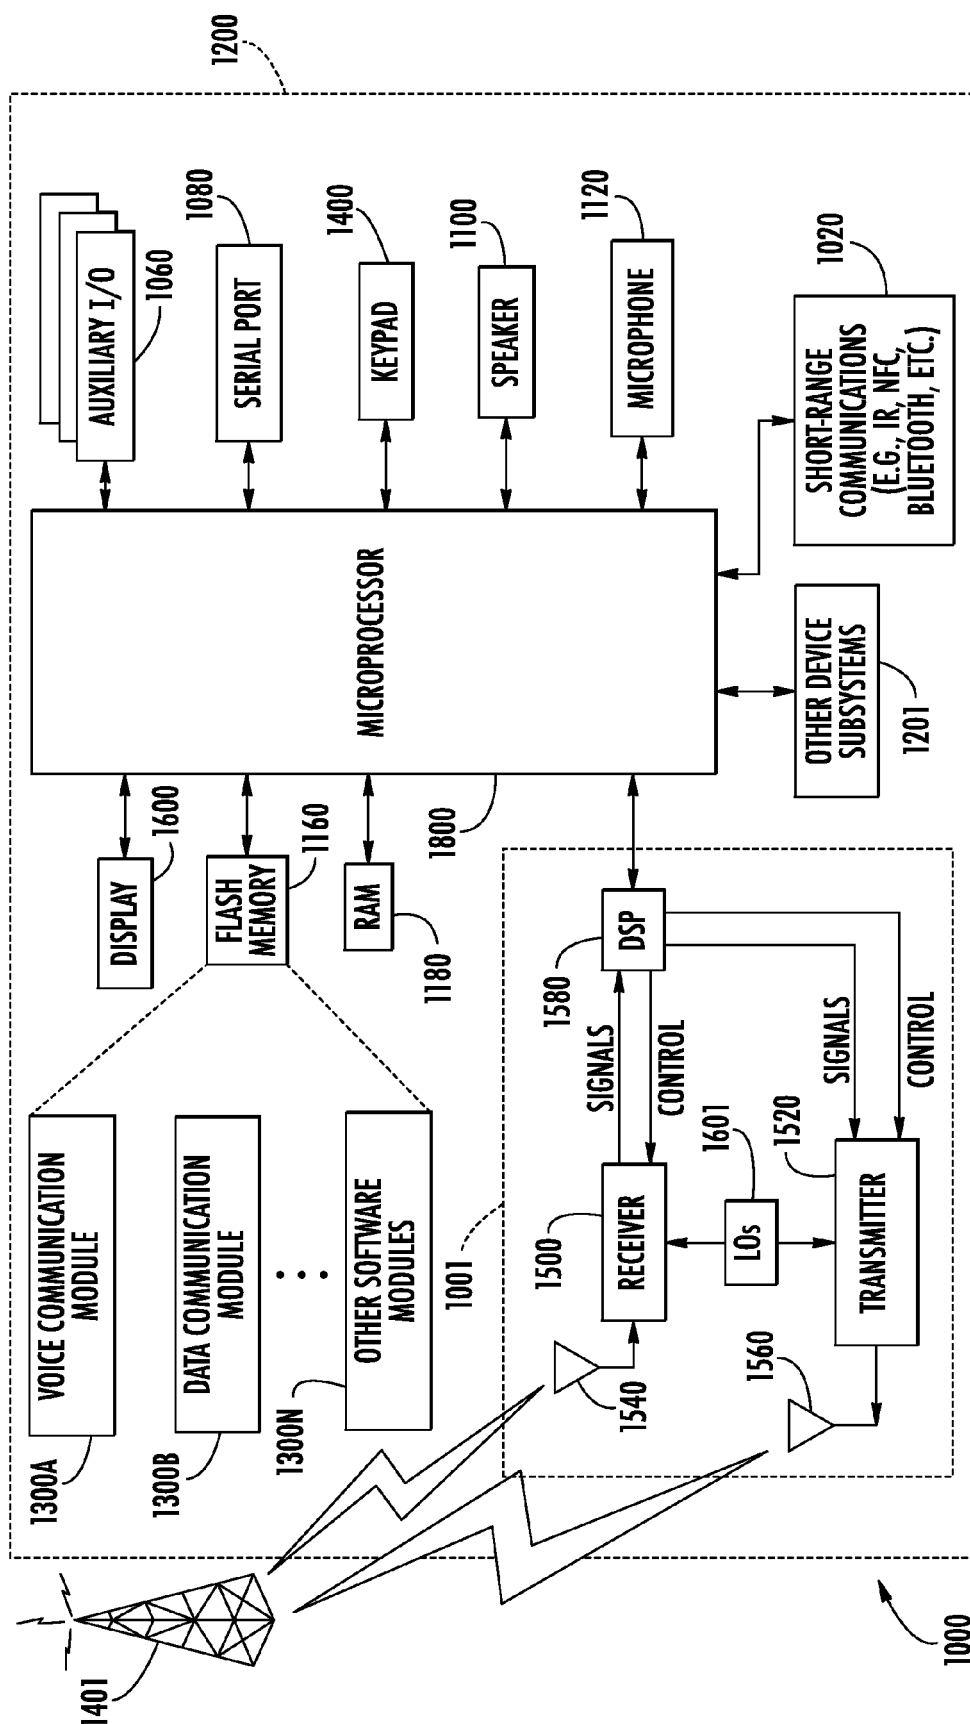 1200
AUXILIARY I/O
1060
SERIAL PORT
1080
KEYPAD
1400
SPEAKER
1100
MICROPHONE
1120
SHORT-RANGE
COMMUNICATIONS
(E.G., IR, NFC,
BLUETOOTH, ETC.)
1020
MICROPROCESSOR
1800
OTHER DEVICE
SUBSYSTEMS
1201
DISPLAY
1600
FLASH
MEMORY
1160
RAM
1180
VOICE COMMUNICATION
MODULE
1300A
DATA COMMUNICATION
MODULE
1300B
OTHER SOFTWARE
MODULES
1300N
1001
DSP
1580
SIGNALS
CONTROL
SIGNALS
CONTROL
RECEIVER
1500
LOs
1601
TRANSMITTER
1520
1540
1560
1401
1000